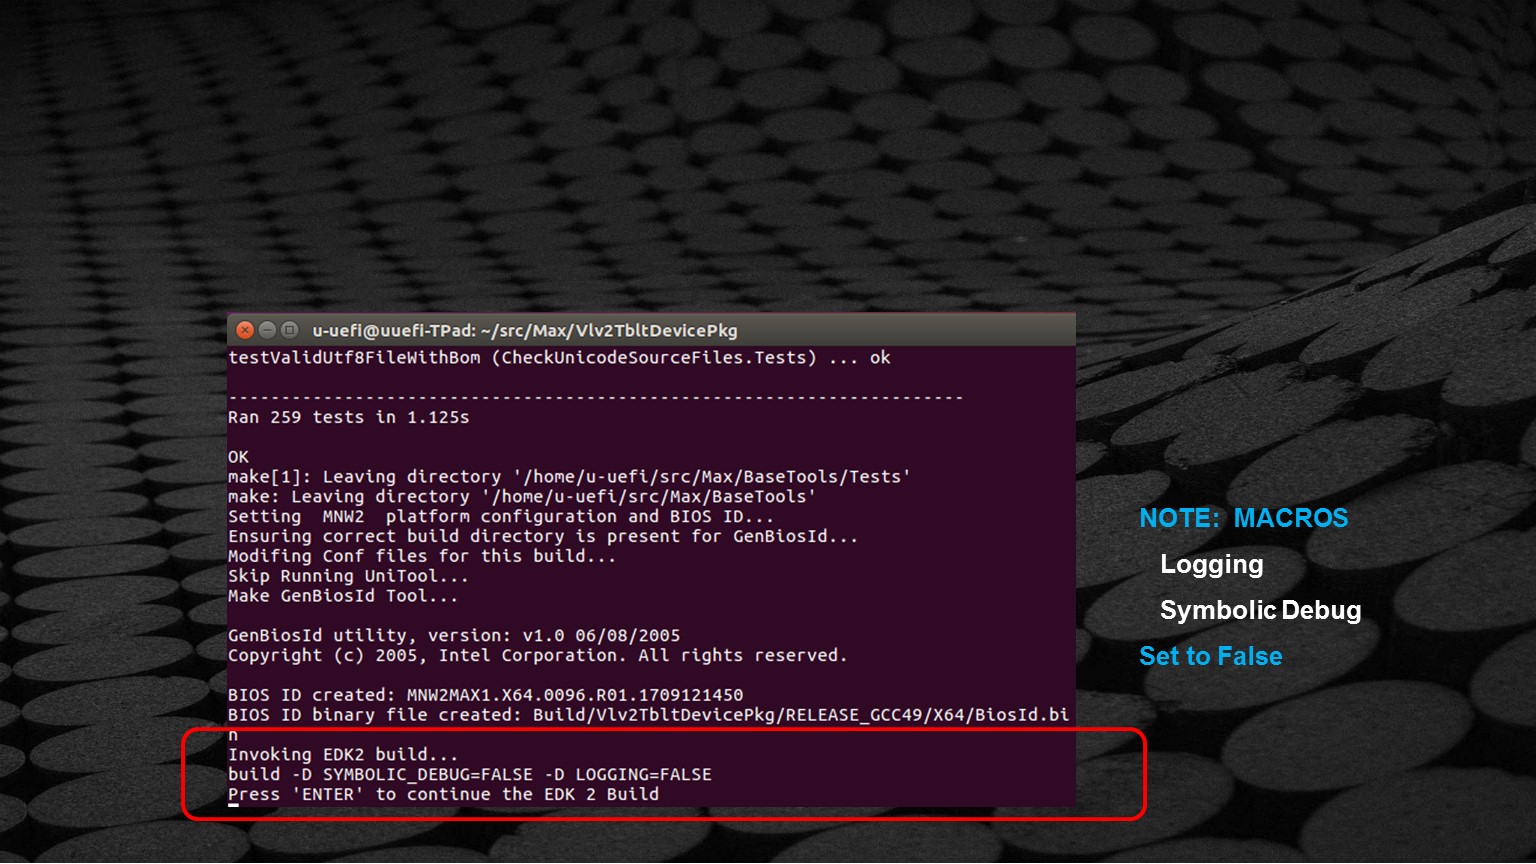 u-uefi@uuefi-TPad: ~/src/Max/Vlv2TbltDevicePkg
testValidUtf8FileWithBom (CheckUnicodeSourceFiles.Tests) ... ok
----------------------------------------------------------------------
Ran 259 tests in 1.125s
OK
make[1]: Leaving directory '/home/u-uefi/src/Max/BaseTools/Tests'
make: Leaving directory '/home/u-uefi/src/Max/BaseTools'
Setting  MNW2  platform configuration and BIOS ID...
Ensuring correct build directory is present for GenBiosId...
Modifing Conf files for this build...
Skip Running UniTool...
Make GenBiosId Tool...
GenBiosId utility, version: v1.0 06/08/2005
Copyright (c) 2005, Intel Corporation. All rights reserved.
BIOS ID created: MNW2MAX1.X64.0096.R01.1709121450
BIOS ID binary file created: Build/Vlv2TbltDevicePkg/RELEASE_GCC49/X64/BiosId.bi
n
Invoking EDK2 build...
build -D SYMBOLIC_DEBUG=FALSE -D LOGGING=FALSE
Press 'ENTER' to continue the EDK 2 Build
NOTE:  MACROS
Logging
Symbolic Debug
Set to False